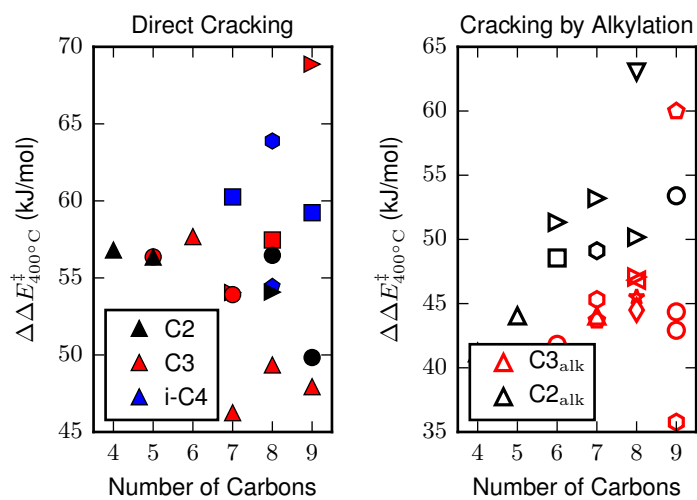 Direct Cracking
Cracking by Alkylation
70
65
60
55
50
45
ΔΔE‡400°C (kJ/mol)
C2
C3
i-C4
4 5 6 7 8 9
Number of Carbons
65
60
55
50
45
40
35
ΔΔE‡400°C (kJ/mol)
C3alk
C2alk
4 5 6 7 8 9
Number of Carbons